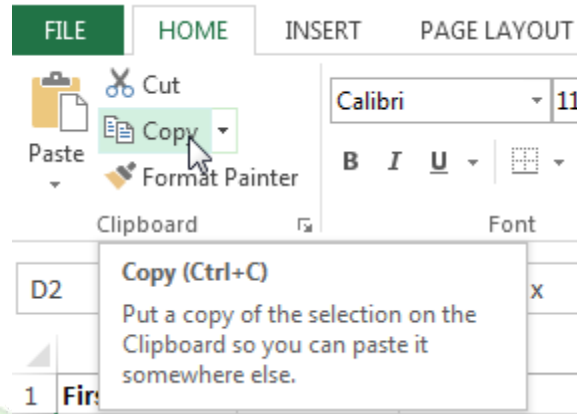 FILE HOME INSERT PAGE LAYOUT
Cut
Calibri 11
Copy
Paste
B I U
Format Painter
Clipboard Font
Copy (Ctrl+C)
D2 x
Put a copy of the selection on the
Clipboard so you can paste it
somewhere else.
1